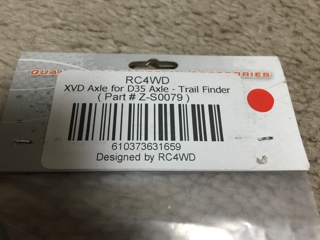 RC4WD
XVD Axle for D35 Axle - Trail Finder
( Part # Z-S0079 )
610373631659
Designed by RC4WD